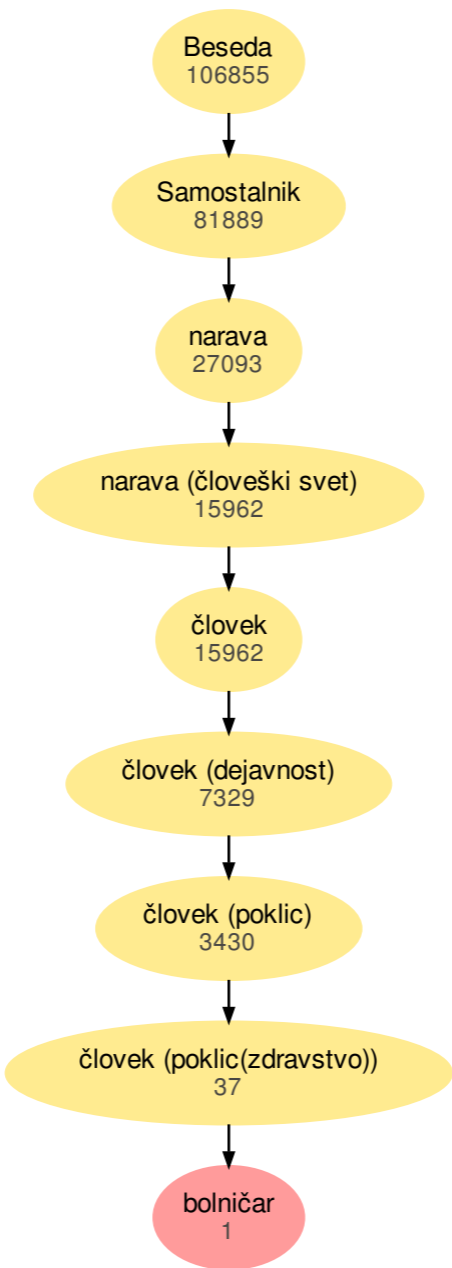 Beseda
106855
Samostalnik
81889
narava
27093
narava (človeški svet)
15962
človek
15962
človek (dejavnost)
7329
človek (poklic)
3430
človek (poklic(zdravstvo))
37
bolničar
1